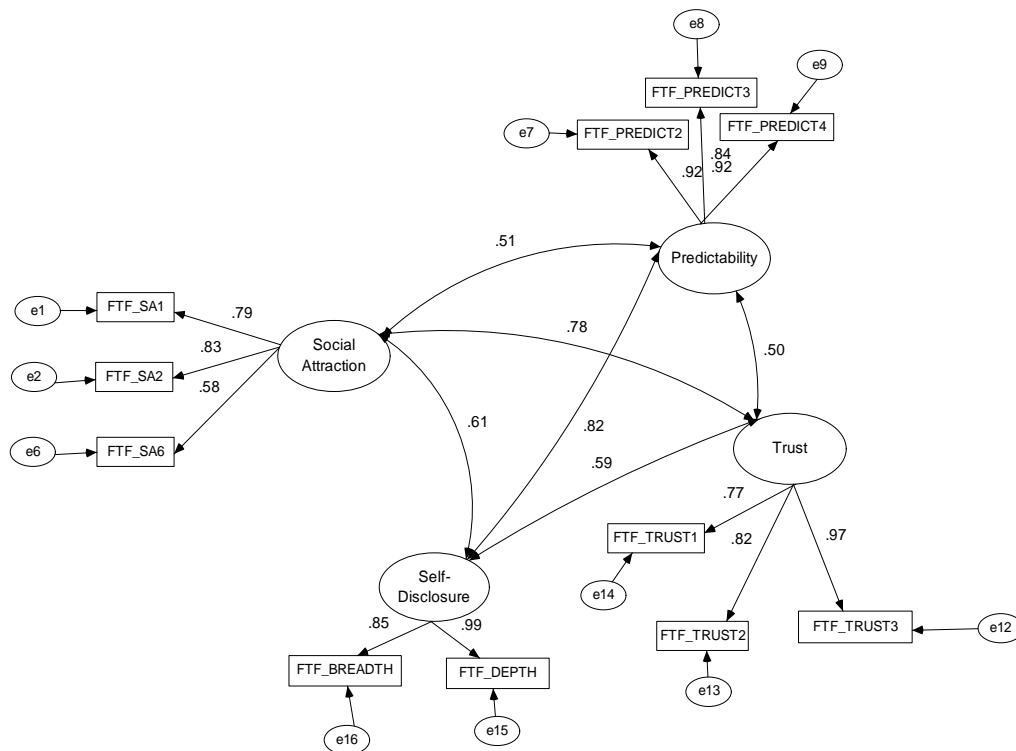 e8
e9
FTF_PREDICT3
FTF_PREDICT4
e7
FTF_PREDICT2
.84
.92
.92
Predictability
.51
e1
FTF_SA1
.79
.78
Social
Attraction
.83
e2
FTF_SA2
.50
.58
.61
.82
e6
FTF_SA6
Trust
.59
.77
FTF_TRUST1
.82
.97
Self-
Disclosure
e14
.85
.99
FTF_TRUST2
FTF_TRUST3
e12
FTF_BREADTH
FTF_DEPTH
e13
e16
e15